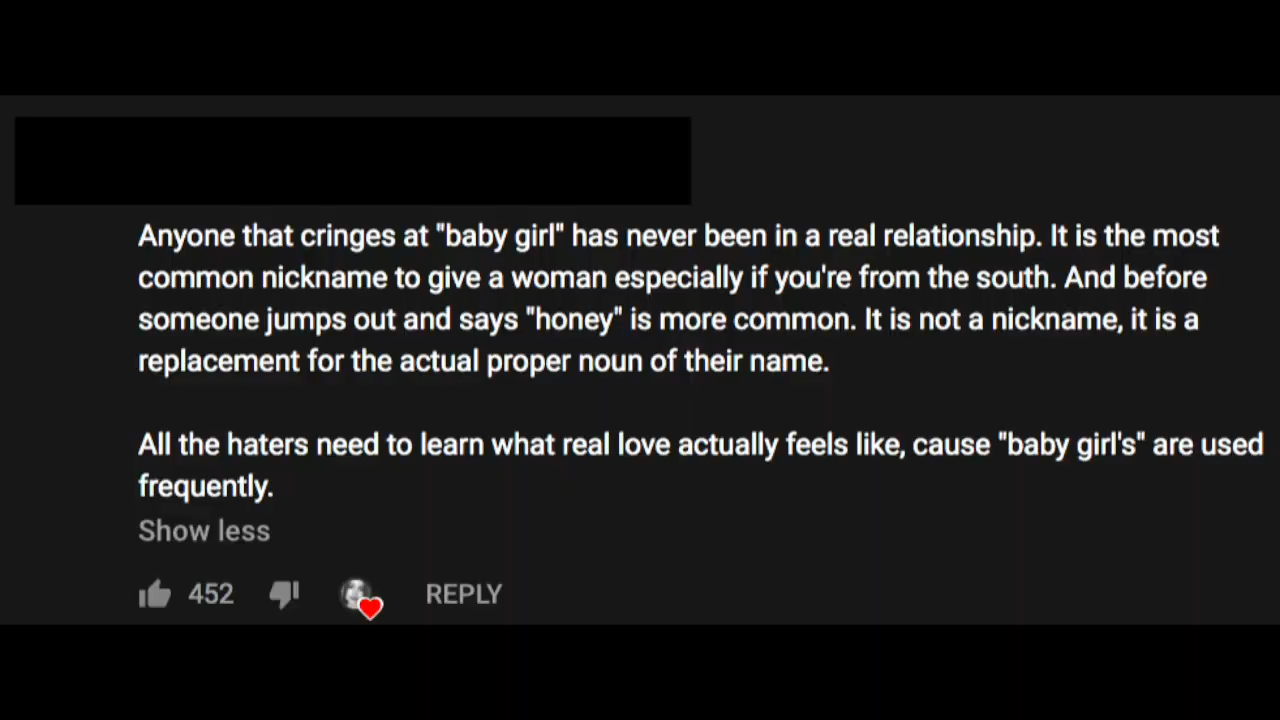 Anyone that cringes at "baby girl" has never been in a real relationship. It is the most
common nickname to give a woman especially if you're from the south. And before
someone jumps out and says "honey" is more common. It is not a nickname, it is a
replacement for the actual proper noun of their name.
All the haters need to learn what real love actually feels like, cause "baby girl's" are used
frequently.
Show less
452
REPLY